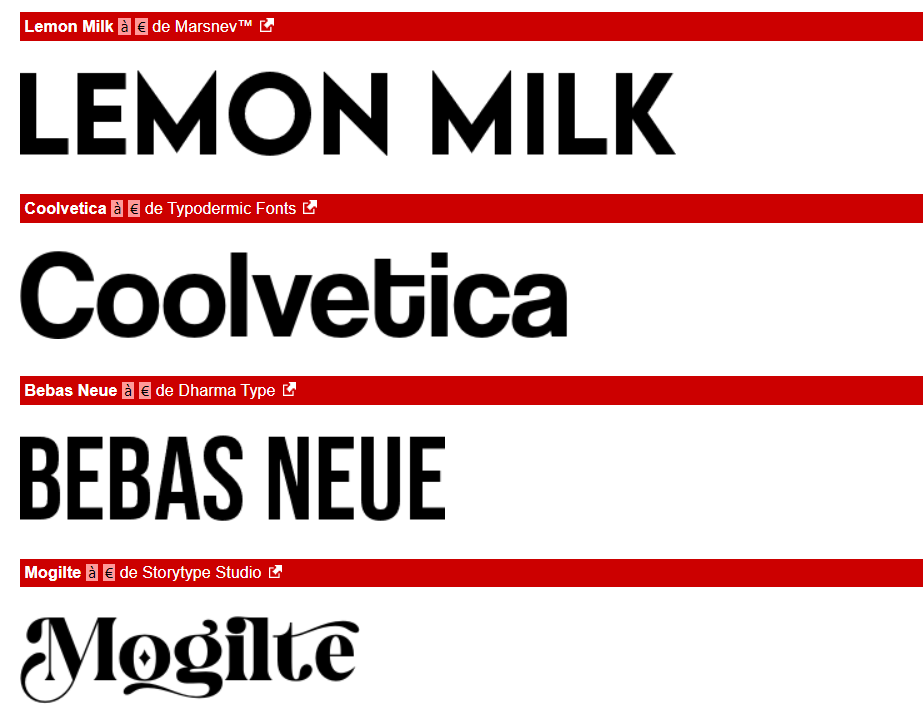 Lemon Milk à € de Marsnev™
LEMON MILK
Coolvetica à € de Typodermic Fonts
Coolvetica
Bebas Neue à € de Dharma Type
BEBAS NEUE
Mogilte à € de Storytype Studio
Mogilte